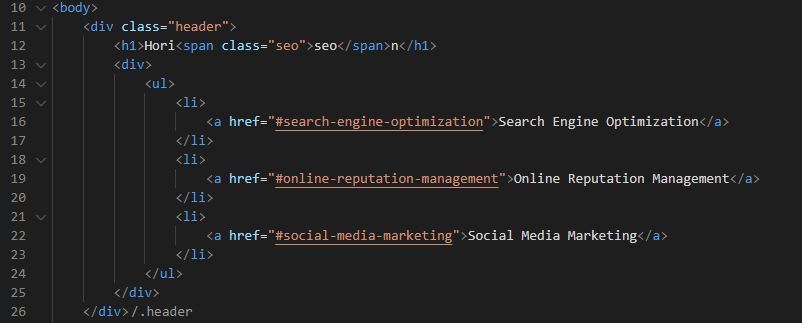 10 <body>
11 <div class="header">
12 <h1>Hori<span class="seo">seo</span>n</h1>
13 <div>
14 <ul>
15 <li>
16 <a href="#search-engine-optimization">Search Engine Optimization</a>
17 </li>
18 <li>
19 <a href="#online-reputation-management">Online Reputation Management</a>
20 </li>
21 <li>
22 <a href="#social-media-marketing">Social Media Marketing</a>
23 </li>
24 </ul>
25 </div>
26 </div>/.header